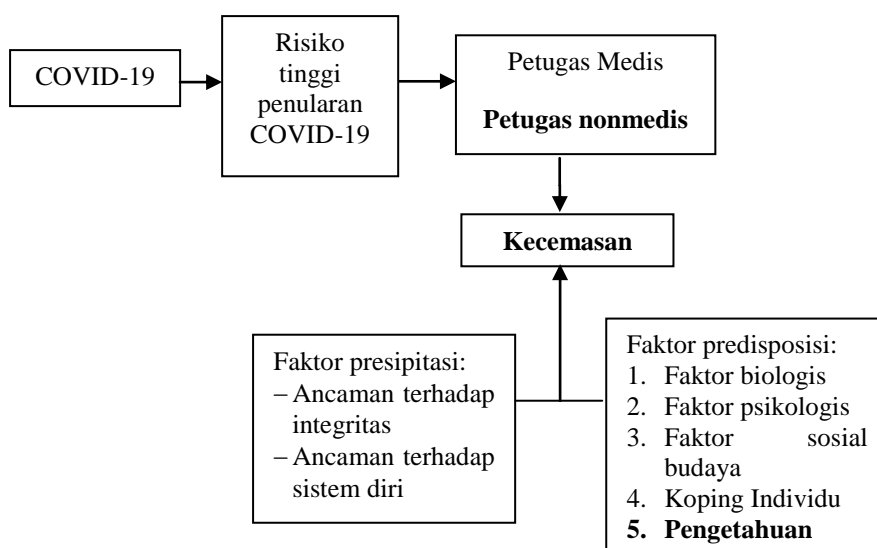 COVID-19
Risiko
tinggi
penularan
COVID-19
Petugas Medis
Petugas nonmedis
Kecemasan
Faktor presipitasi:
– Ancaman terhadap
integritas
– Ancaman terhadap
sistem diri
Faktor predisposisi:
1. Faktor biologis
2. Faktor psikologis
3. Faktor sosial
budaya
4. Koping Individu
5. Pengetahuan